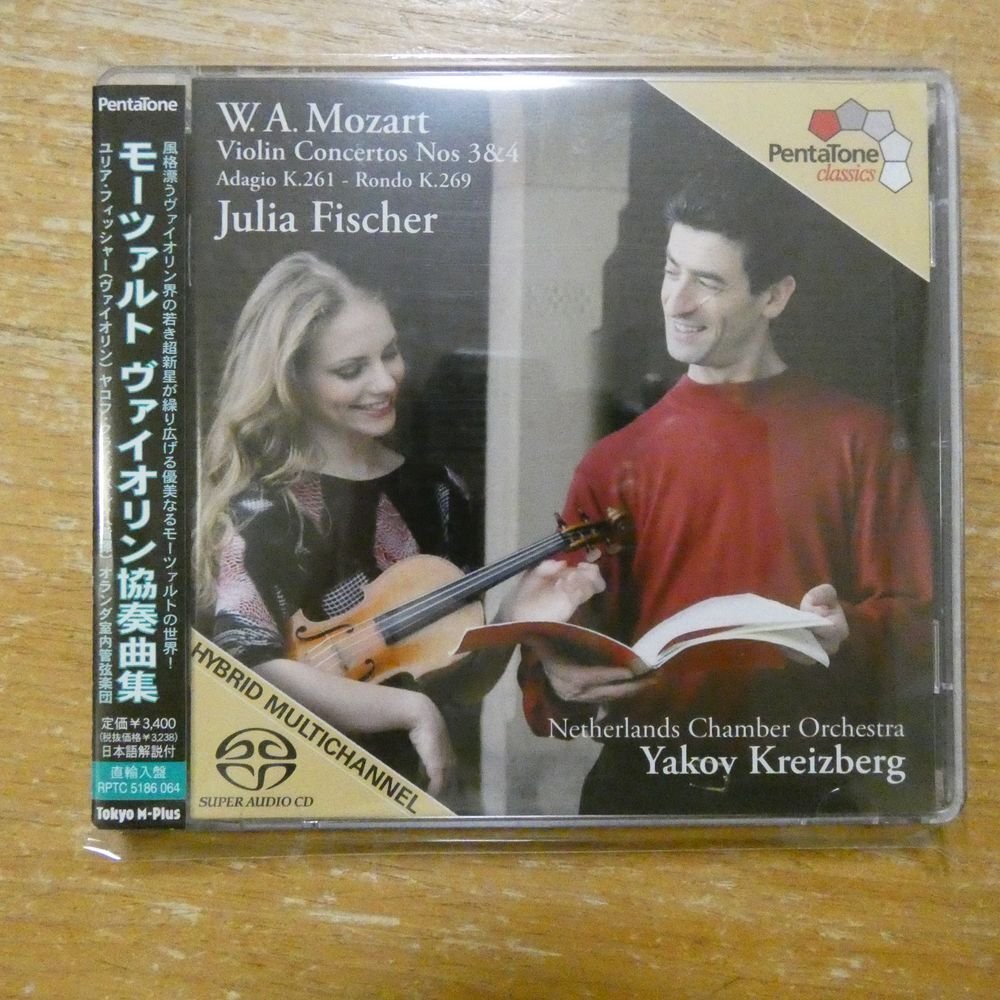 PentaTone
風格漂うヴァイオリン界の若き超新星が繰り広げる優美なるモーツァルトの世界!
モーツァルト ヴァイオリン協奏曲集
ユリア・フィッシャー(ヴァイオリン) ヤコフ・
オランダ室内管弦楽団
定価¥3,400
(税抜価格¥3,238)
日本語解説付
直輸入盤
RPTC 5186 064
Tokyo M-Plus
W. A. Mozart
Violin Concertos Nos 3&4
Adagio K.261 - Rondo K.269
Julia Fischer
PentaTone
classics
HYBRID MULTICHANNEL
SUPER AUDIO CD
Netherlands Chamber Orchestra
Yakov Kreizberg